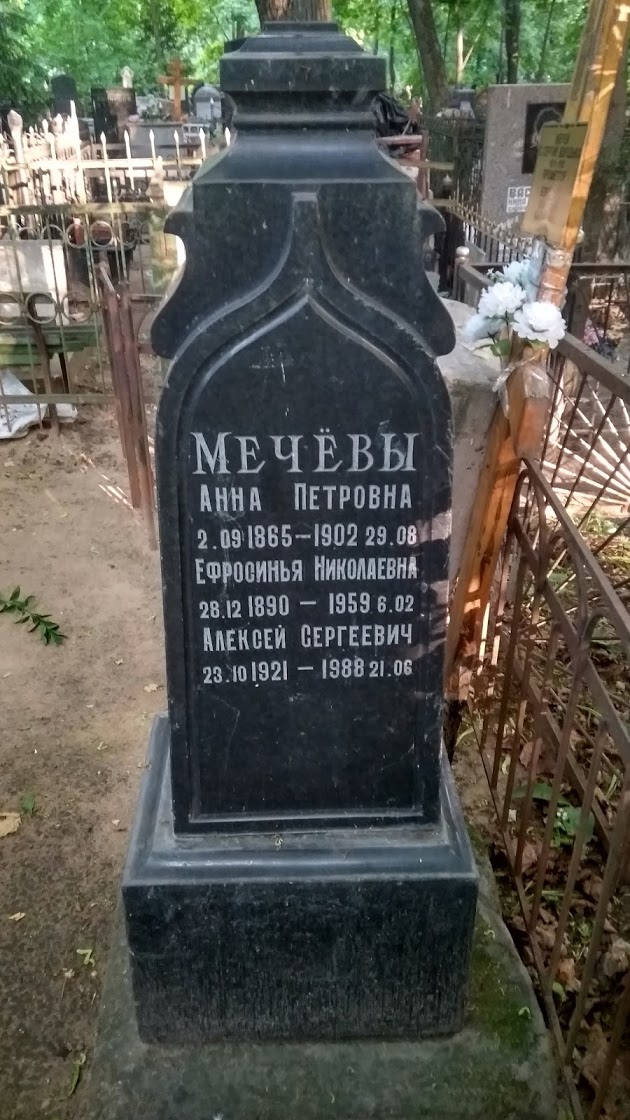 МЕЧЁВЫ
АННА ПЕТРОВНА
2.09 1865 — 1902 29.08
ЕФРОСИНЬЯ НИКОЛАЕВНА
28.12 1890 — 1959 6.02
АЛЕКСЕЙ СЕРГЕЕВИЧ
23.10 1921 — 1988 21.06